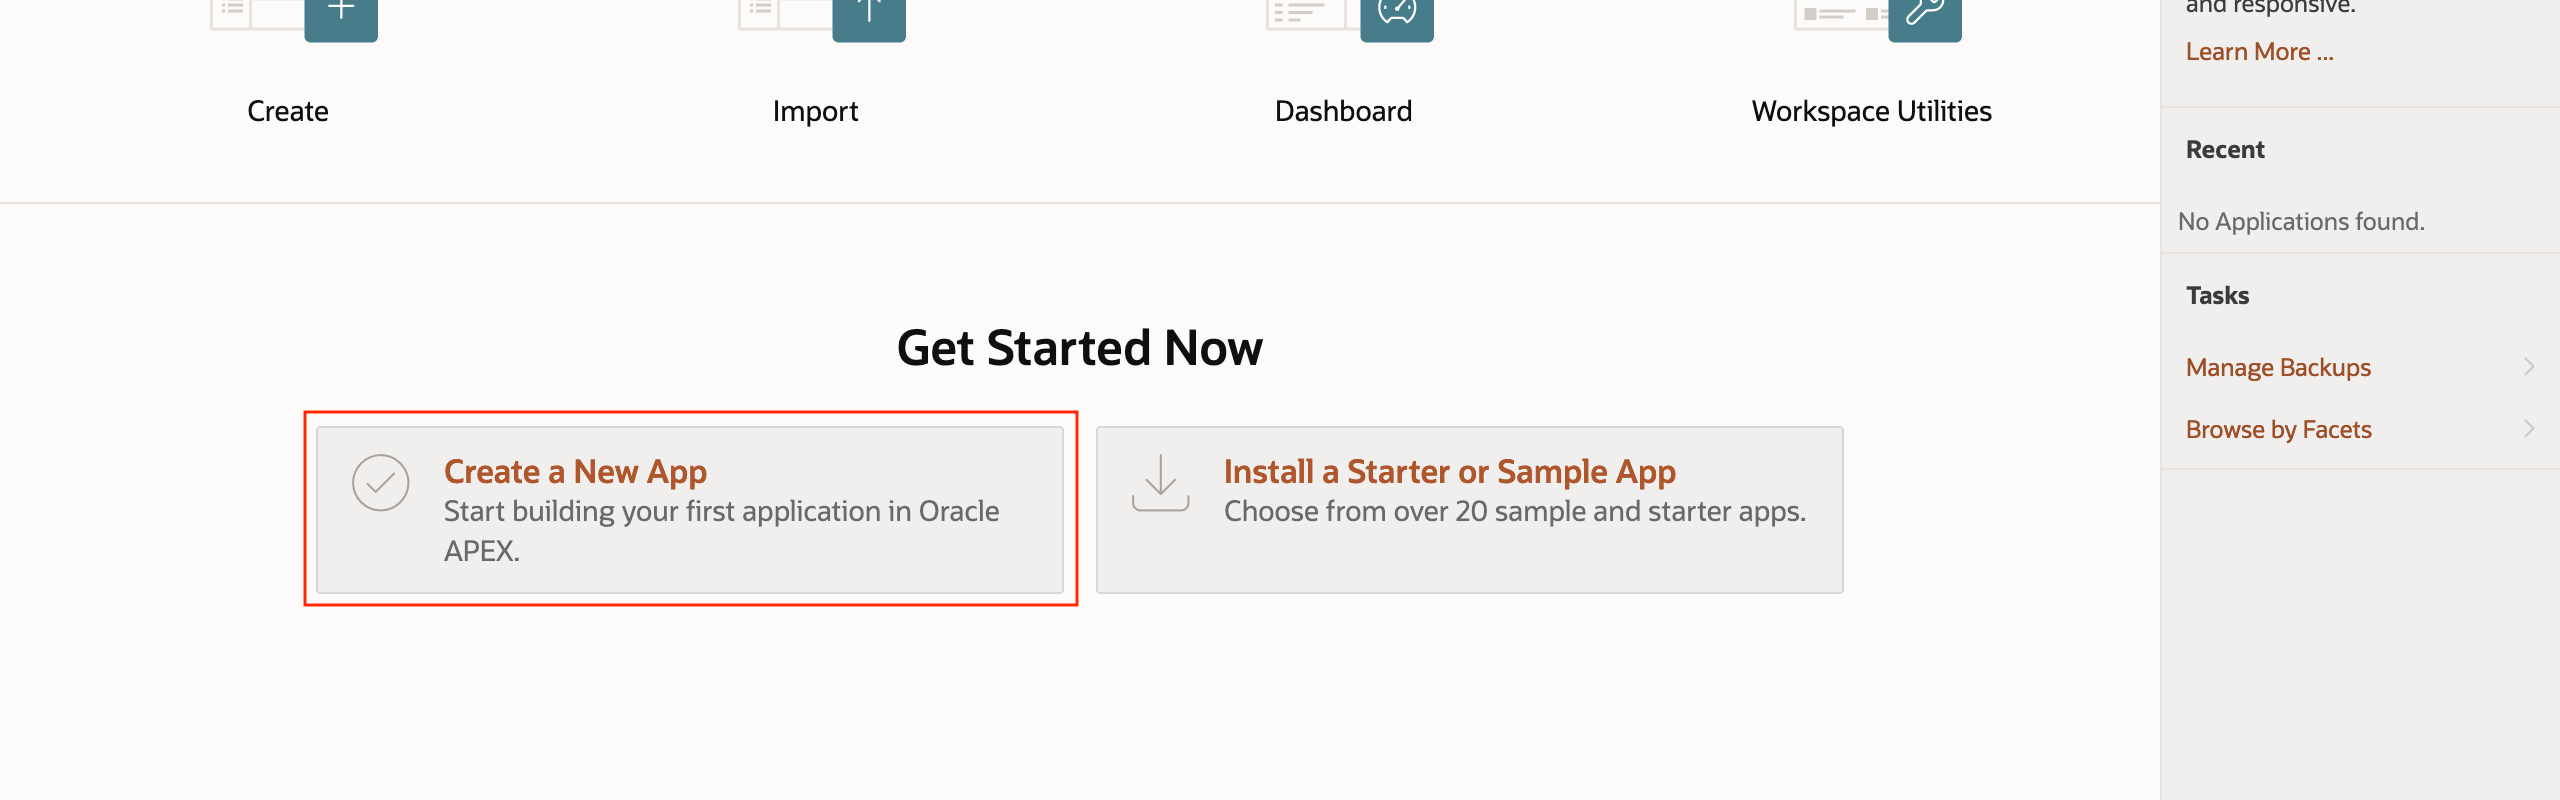 Create
Import
Dashboard
Workspace Utilities
Get Started Now
Create a New App
Start building your first application in Oracle
APEX.
Install a Starter or Sample App
Choose from over 20 sample and starter apps.
and responsive.
Learn More ...
Recent
No Applications found.
Tasks
Manage Backups
Browse by Facets